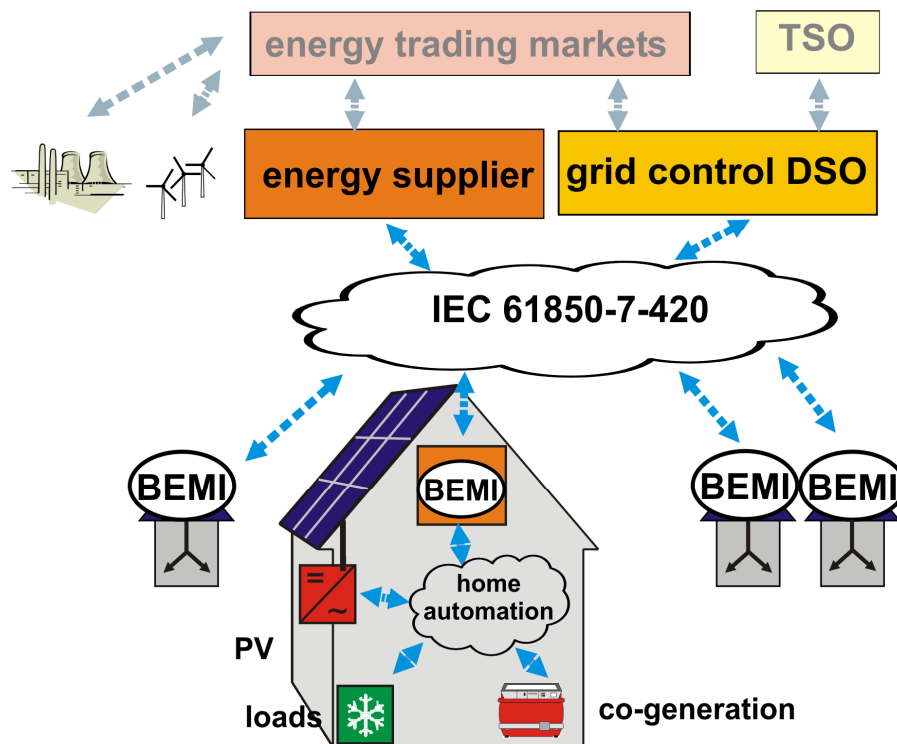 energy trading markets
TSO
energy supplier
grid control DSO
IEC 61850-7-420
BEMI
BEMI
BEMI
BEMI
home
automation
=
~
PV
loads
co-generation